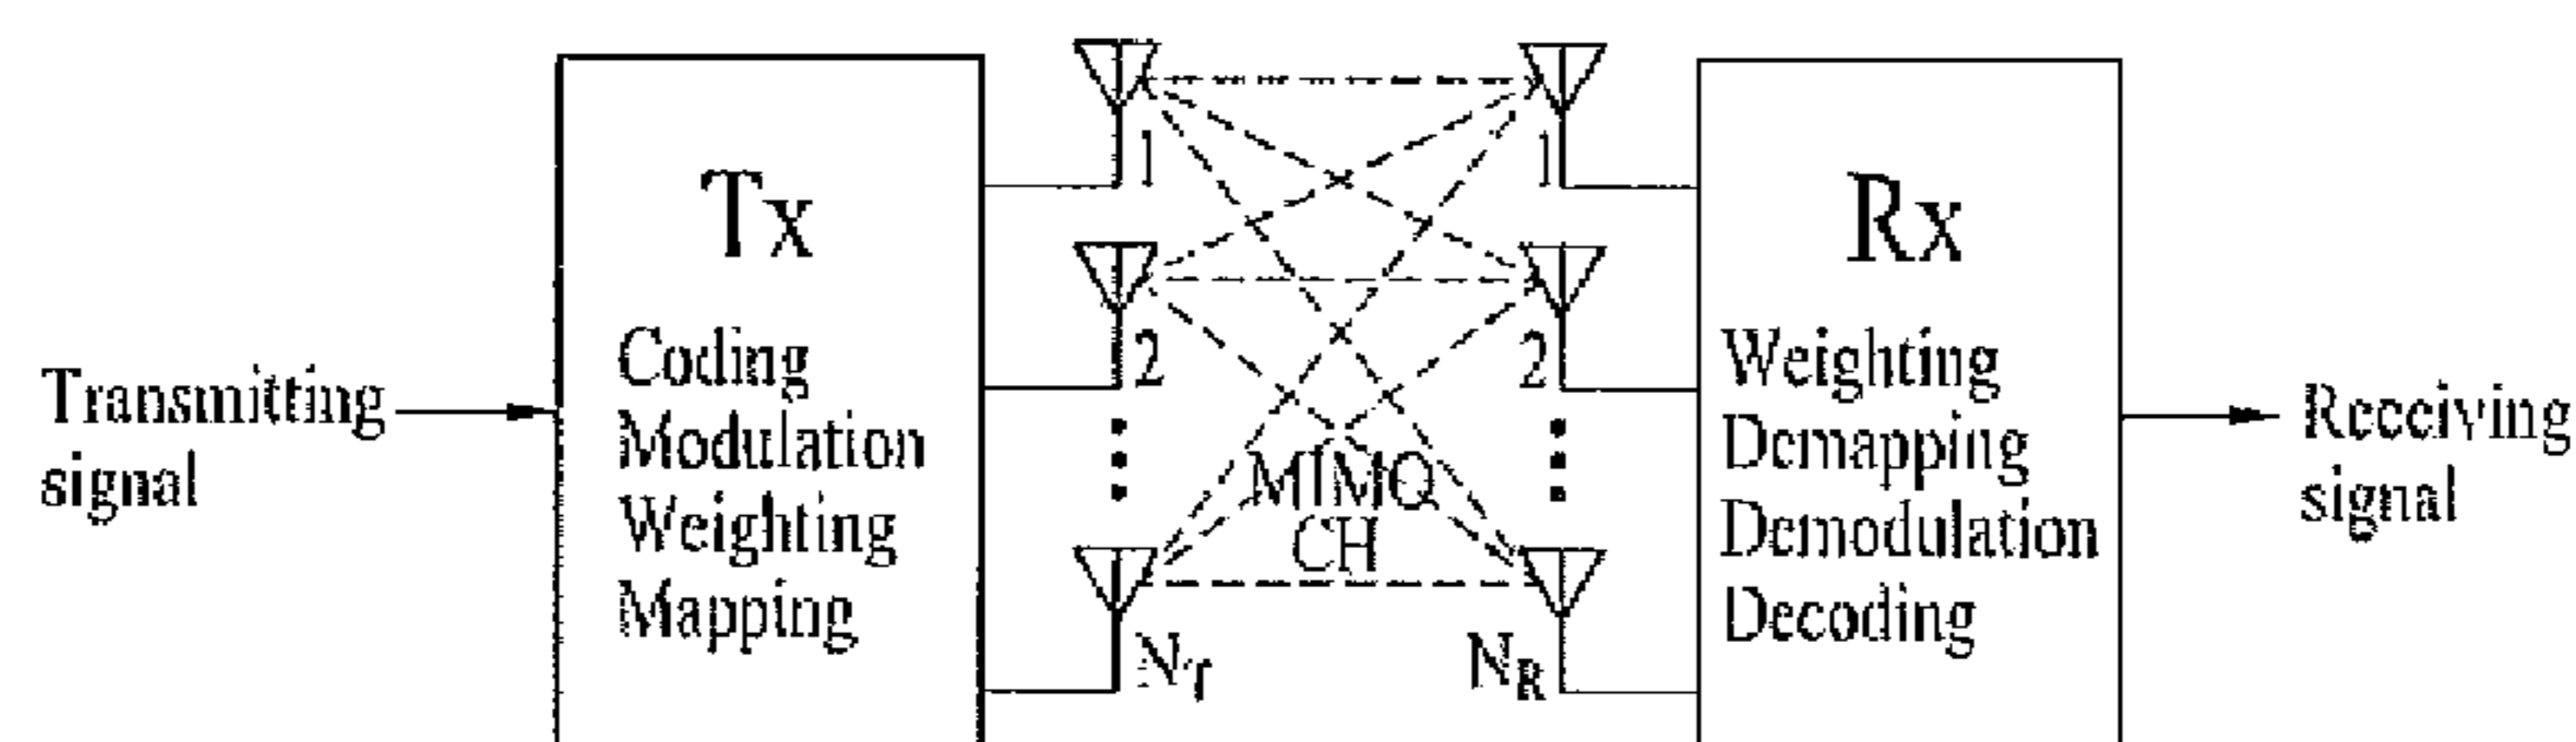 Transmitting
signal
Tx
Coding
Modulation
Weighting
Mapping
1
2
N_T
MIMO
CH
1
2
N_R
Rx
Weighting
Demapping
Demodulation
Decoding
Receiving
signal